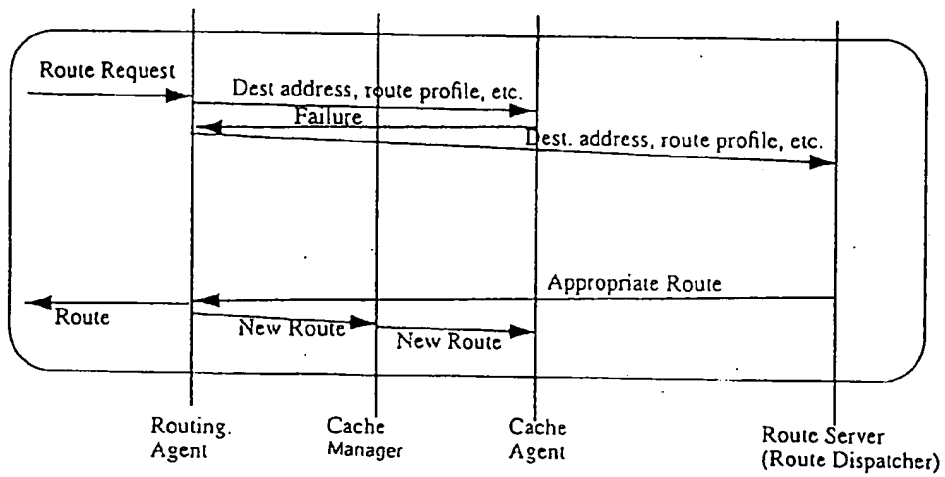 Route Request
Dest address, route profile, etc.
Failure
Dest. address, route profile, etc.
Appropriate Route
Route
New Route
New Route
Routing.
Agent
Cache
Manager
Cache
Agent
Route Server
(Route Dispatcher)